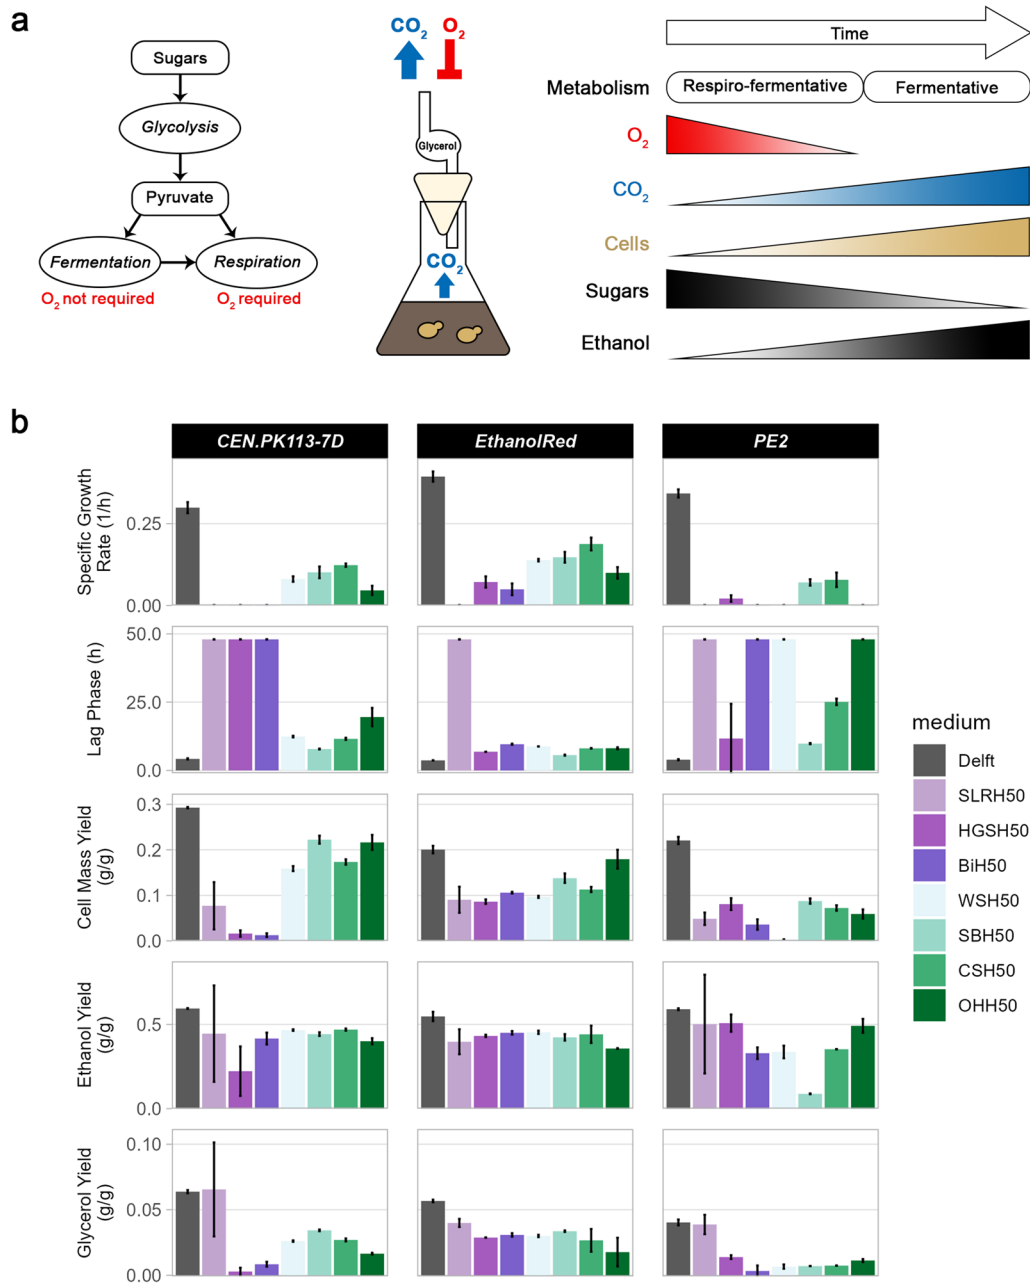 a
Sugars
Glycolysis
Pyruvate
Fermentation
Respiration
O2 not required
O2 required
CO2
O2
Glycerol
CO2
Time
Metabolism
Respiro-fermentative
Fermentative
O2
CO2
Cells
Sugars
Ethanol
b
CEN.PK113-7D
EthanolRed
PE2
Specific Growth
Rate (1/h)
0.25
0.00
Lag Phase (h)
50.0
25.0
0.0
Cell Mass Yield
(g/g)
0.3
0.2
0.1
0.0
Ethanol Yield
(g/g)
0.5
0.0
Glycerol Yield
(g/g)
0.10
0.05
0.00
medium
Delft
SLRH50
HGSH50
BiH50
WSH50
SBH50
CSH50
OHH50